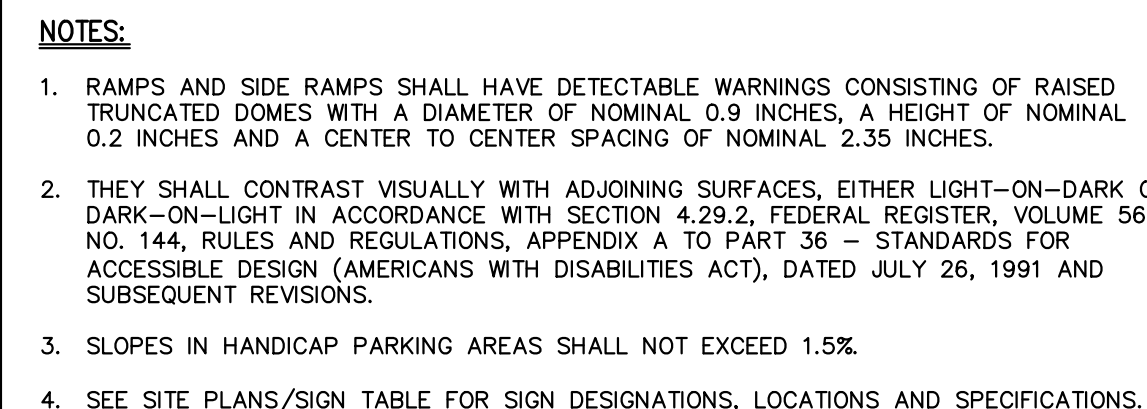 NOTES:
1. RAMPS AND SIDE RAMPS SHALL HAVE DETECTABLE WARNINGS CONSISTING OF RAISED
TRUNCATED DOMES WITH A DIAMETER OF NOMINAL 0.9 INCHES, A HEIGHT OF NOMINAL
0.2 INCHES AND A CENTER TO CENTER SPACING OF NOMINAL 2.35 INCHES.
2. THEY SHALL CONTRAST VISUALLY WITH ADJOINING SURFACES, EITHER LIGHT-ON-DARK
DARK-ON-LIGHT IN ACCORDANCE WITH SECTION 4.29.2, FEDERAL REGISTER, VOLUME 56
NO. 144, RULES AND REGULATIONS, APPENDIX A TO PART 36 - STANDARDS FOR
ACCESSIBLE DESIGN (AMERICANS WITH DISABILITIES ACT), DATED JULY 26, 1991 AND
SUBSEQUENT REVISIONS.
3. SLOPES IN HANDICAP PARKING AREAS SHALL NOT EXCEED 1.5%.
4. SEE SITE PLANS/SIGN TABLE FOR SIGN DESIGNATIONS, LOCATIONS AND SPECIFICATIONS.